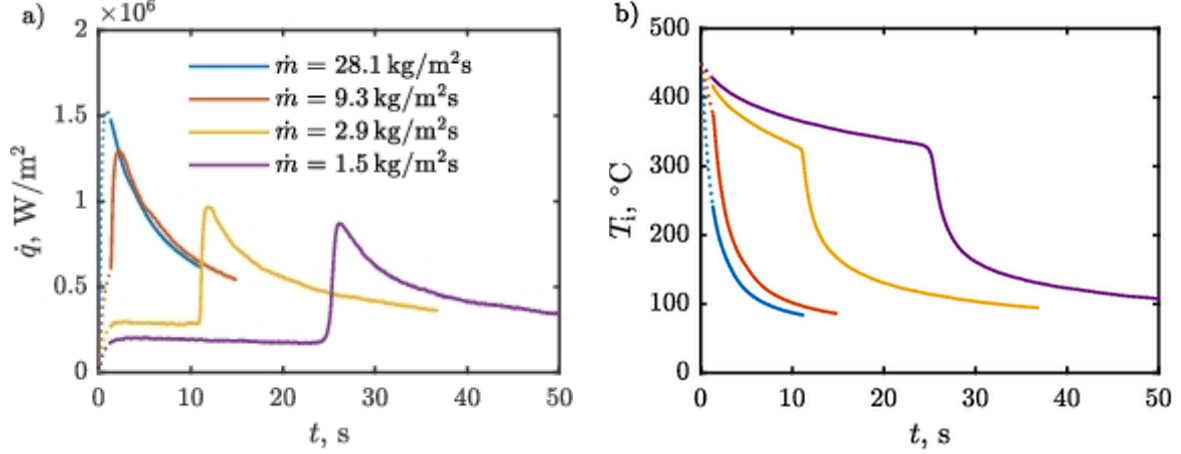 a)
×10⁶
2
1.5
1
0.5
0
q̇, W/m²
ṁ = 28.1 kg/m²s
ṁ = 9.3 kg/m²s
ṁ = 2.9 kg/m²s
ṁ = 1.5 kg/m²s
0 10 20 30 40 50
t, s
b)
500
400
300
200
100
0
Tᵢ, °C
0 10 20 30 40 50
t, s